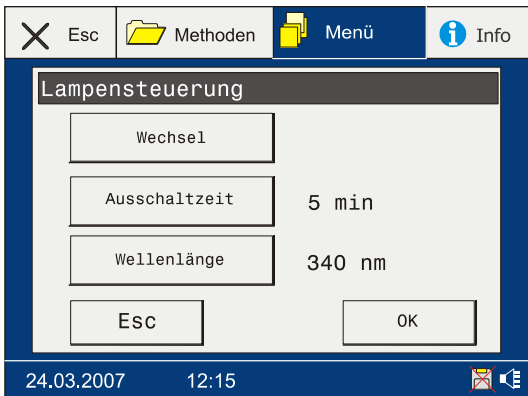 Esc Methoden Menü Info
Lampensteuerung
Wechsel
Ausschaltzeit 5 min
Wellenlänge 340 nm
Esc OK
24.03.2007 12:15